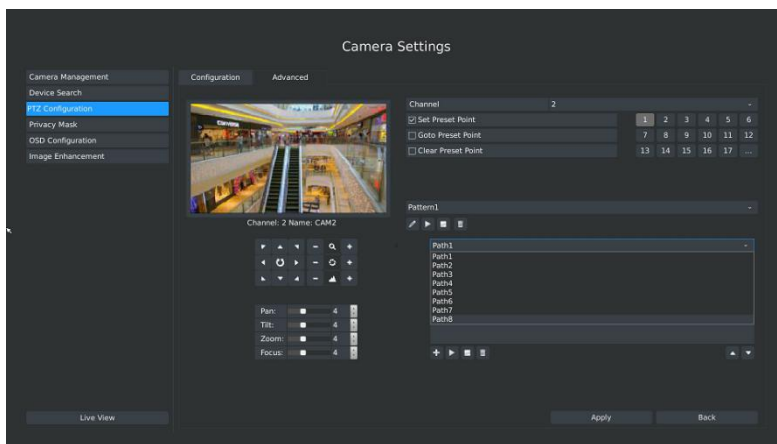 Camera Settings
Camera Management
Device Search
PTZ Configuration
Privacy Mask
OSD Configuration
Image Enhancement
Live View
Configuration
Advanced
CONVERSE
Channel: 2 Name: CAM2
Pan: 4
Tilt: 4
Zoom: 4
Focus: 4
Channel 2
Set Preset Point 1 2 3 4 5 6
Goto Preset Point 7 8 9 10 11 12
Clear Preset Point 13 14 15 16 17 ...
Pattern1
Path1
Path1
Path2
Path3
Path4
Path5
Path6
Path7
Path8
Apply
Back